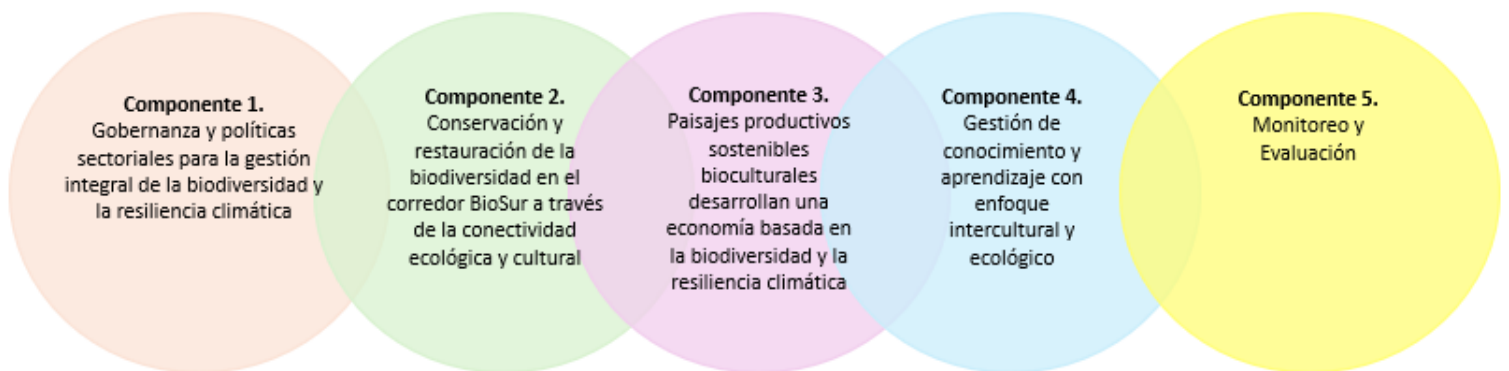 Componente 1.
Gobernanza y políticas
sectoriales para la gestión
integral de la biodiversidad y
la resiliencia climática
Componente 2.
Conservación y
restauración de la
biodiversidad en el
corredor BioSur a través
de la conectividad
ecológica y cultural
Componente 3.
Paisajes productivos
sostenibles
bioculturales
desarrollan una
economía basada en
la biodiversidad y la
resiliencia climática
Componente 4.
Gestión de
conocimiento y
aprendizaje con
enfoque
intercultural y
ecológico
Componente 5.
Monitoreo y
Evaluación